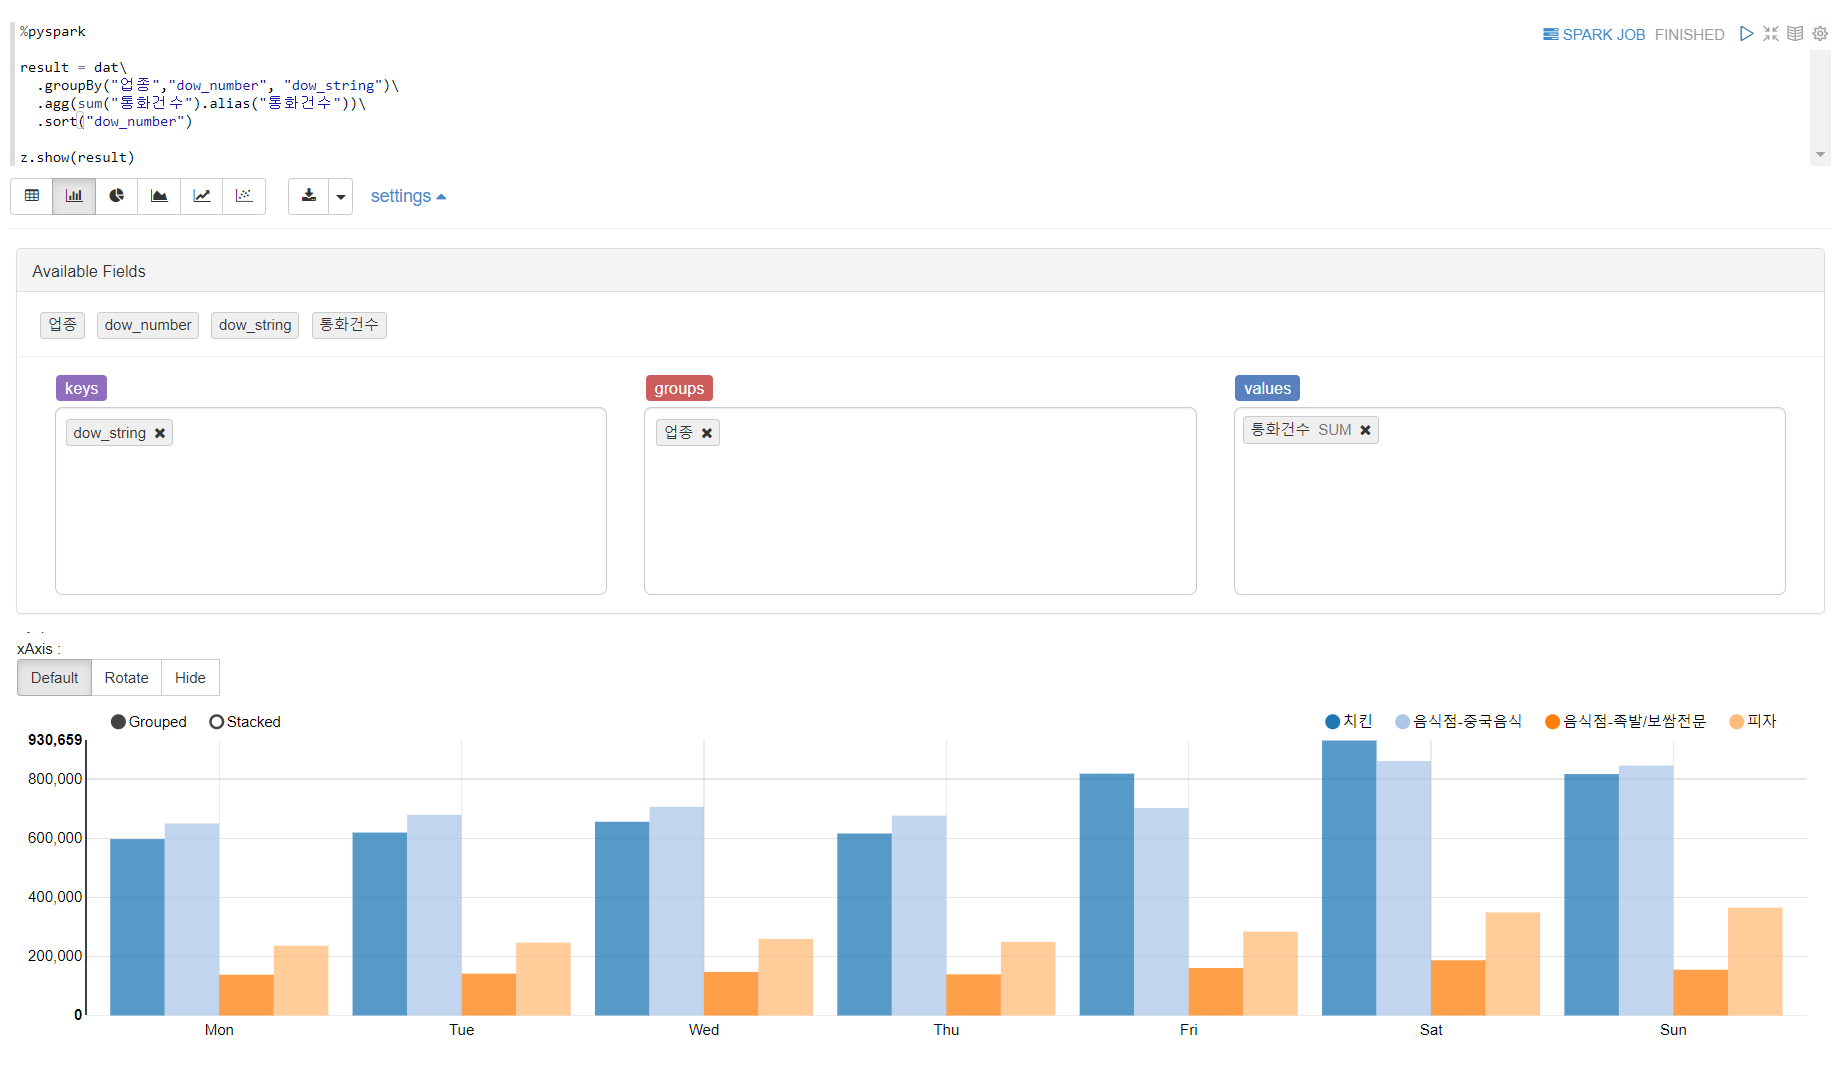 %pyspark
SPARK JOB FINISHED
result = dat\
.groupBy("업종","dow_number", "dow_string")\
.agg(sum("통화건수").alias("통화건수"))\
.sort("dow_number")
z.show(result)
settings
Available Fields
업종 dow_number dow_string 통화건수
keys groups values
dow_string 업종 통화건수 SUM
xAxis :
Default Rotate Hide
Grouped Stacked 치킨 음식점-중국음식 음식점-족발/보쌈전문 피자
930,659
800,000
600,000
400,000
200,000
0
Mon Tue Wed Thu Fri Sat Sun